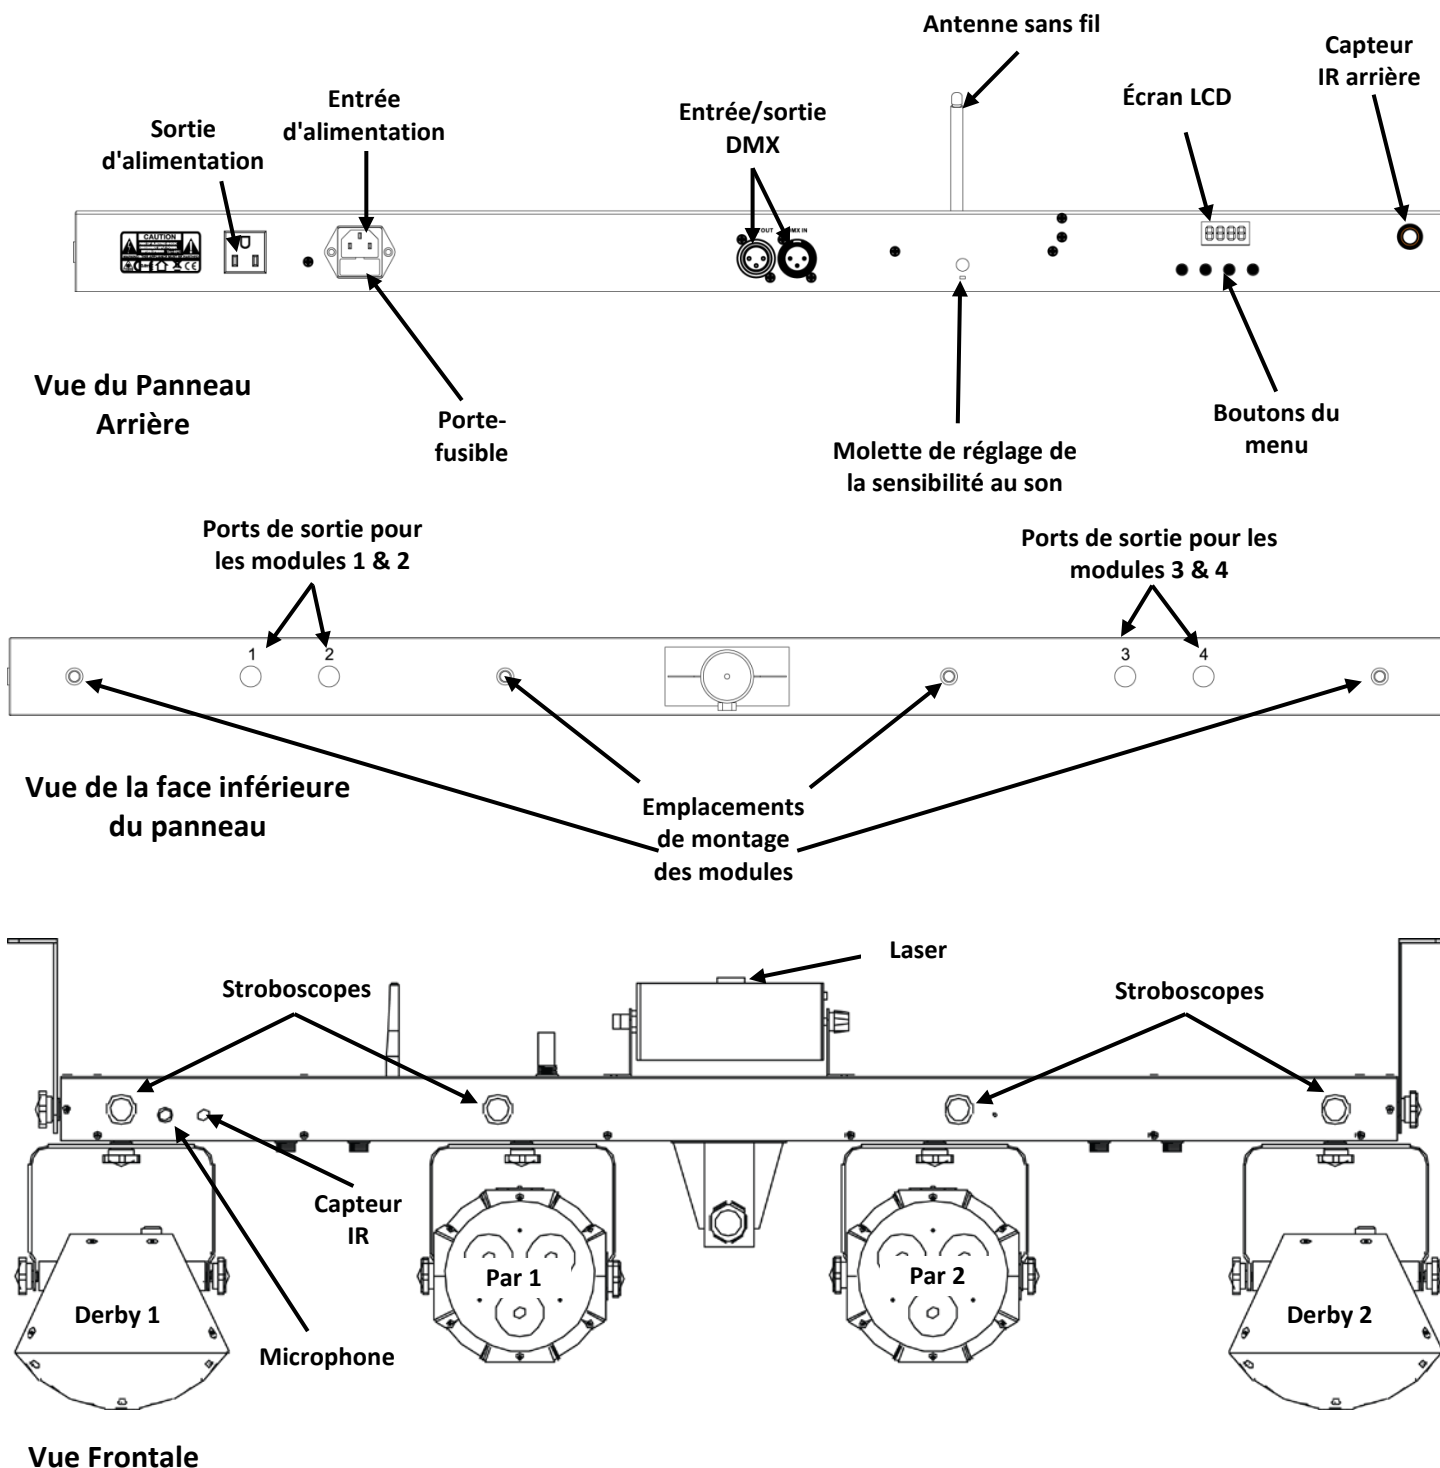 Antenne sans fil
Capteur
IR arrière
Écran LCD
Entrée
d'alimentation
Entrée/sortie
DMX
Sortie
d'alimentation
CAUTION
OUT
DMX IN
Vue du Panneau
Arrière
Porte-
fusible
Molette de réglage de
la sensibilité au son
Boutons du
menu
Ports de sortie pour
les modules 1 & 2
Ports de sortie pour les
modules 3 & 4
1
2
3
4
Vue de la face inférieure
du panneau
Emplacements
de montage
des modules
Laser
Stroboscopes
Stroboscopes
Capteur
IR
Par 1
Par 2
Derby 1
Derby 2
Microphone
Vue Frontale